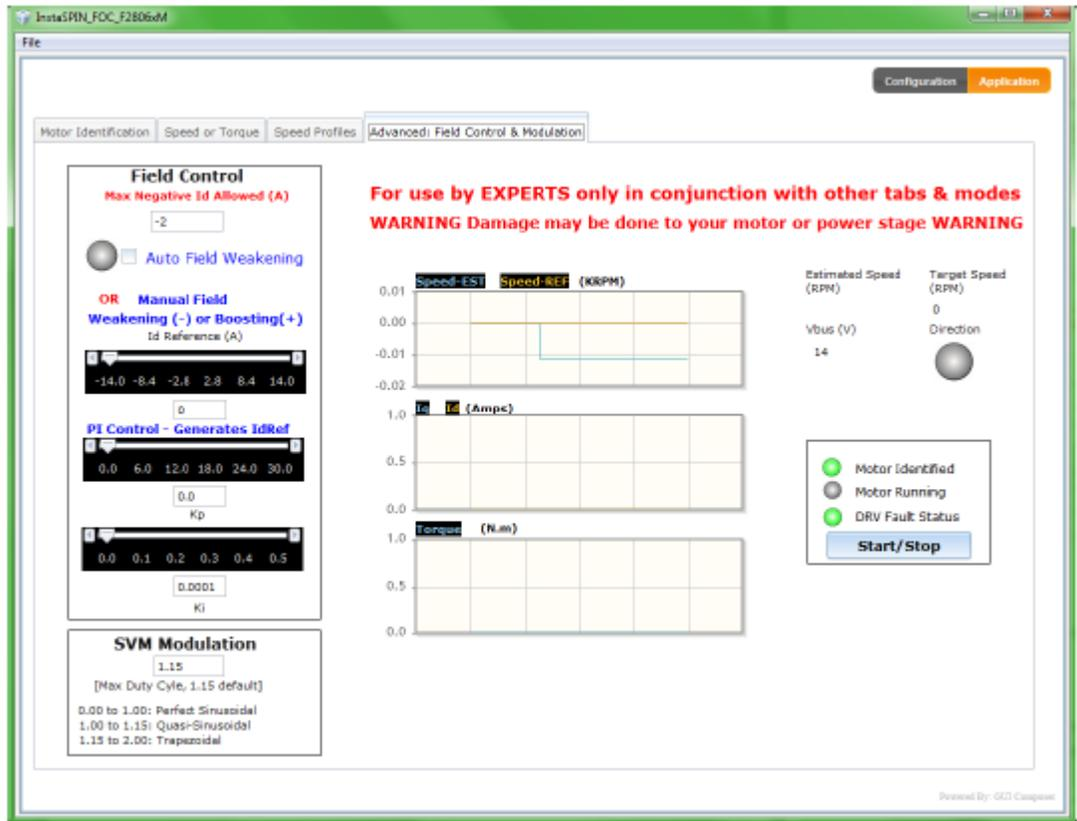 InstaSPIN_FOC_F2806xM
File
Configuration Application
Motor Identification Speed or Torque Speed Profiles Advanced: Field Control & Modulation
Field Control
Max Negative Id Allowed (A)
-2
Auto Field Weakening
OR Manual Field
Weakening (-) or Boosting(+)
Id Reference (A)
-14.0 -8.4 -2.8 2.8 8.4 14.0
0
PI Control - Generates IdRef
0.0 6.0 12.0 18.0 24.0 30.0
0.0
Kp
0.0 0.1 0.2 0.3 0.4 0.5
0.0001
Ki
SVM Modulation
1.15
[Max Duty Cyle, 1.15 default]
0.00 to 1.00: Perfect Sinusoidal
1.00 to 1.15: Quasi-Sinusoidal
1.15 to 2.00: Trapezoidal
For use by EXPERTS only in conjunction with other tabs & modes
WARNING Damage may be done to your motor or power stage WARNING
Speed-EST Speed-REF (KRPM)
0.01
0.00
-0.01
-0.02
Iq Id (Amps)
1.0
0.5
0.0
Torque (N.m)
1.0
0.5
0.0
Estimated Speed (RPM)
Target Speed (RPM)
0
Vbus (V)
14
Direction
Motor Identified
Motor Running
DRV Fault Status
Start/Stop
Powered By: GUI Composer